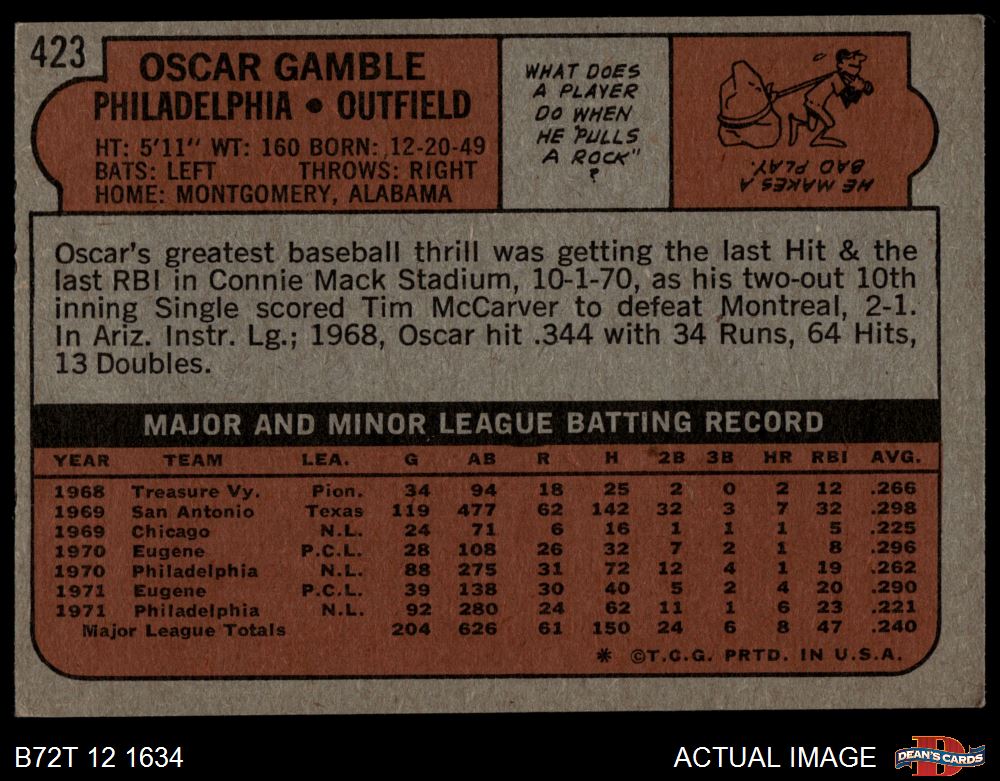 423
OSCAR GAMBLE
PHILADELPHIA • OUTFIELD
HT: 5'11" WT: 160 BORN: 12-20-49
BATS: LEFT THROWS: RIGHT
HOME: MONTGOMERY, ALABAMA
WHAT DOES
A PLAYER
DO WHEN
HE "PULLS
A ROCK"
?
HE MAKES A
BAD PLAY.
Oscar's greatest baseball thrill was getting the last Hit & the
last RBI in Connie Mack Stadium, 10-1-70, as his two-out 10th
inning Single scored Tim McCarver to defeat Montreal, 2-1.
In Ariz. Instr. Lg.; 1968, Oscar hit .344 with 34 Runs, 64 Hits,
13 Doubles.
MAJOR AND MINOR LEAGUE BATTING RECORD
YEAR TEAM LEA. G AB R H 2B 3B HR RBI AVG.
1968 Treasure Vy. Pion. 34 94 18 25 2 0 2 12 .266
1969 San Antonio Texas 119 477 62 142 32 3 7 32 .298
1969 Chicago N.L. 24 71 6 16 1 1 1 5 .225
1970 Eugene P.C.L. 28 108 26 32 7 2 1 8 .296
1970 Philadelphia N.L. 88 275 31 72 12 4 1 19 .262
1971 Eugene P.C.L. 39 138 30 40 5 2 4 20 .290
1971 Philadelphia N.L. 92 280 24 62 11 1 6 23 .221
Major League Totals 204 626 61 150 24 6 8 47 .240
* ©T.C.G. PRTD. IN U.S.A.
B72T 12 1634
ACTUAL IMAGE
D
DEAN'S CARDS